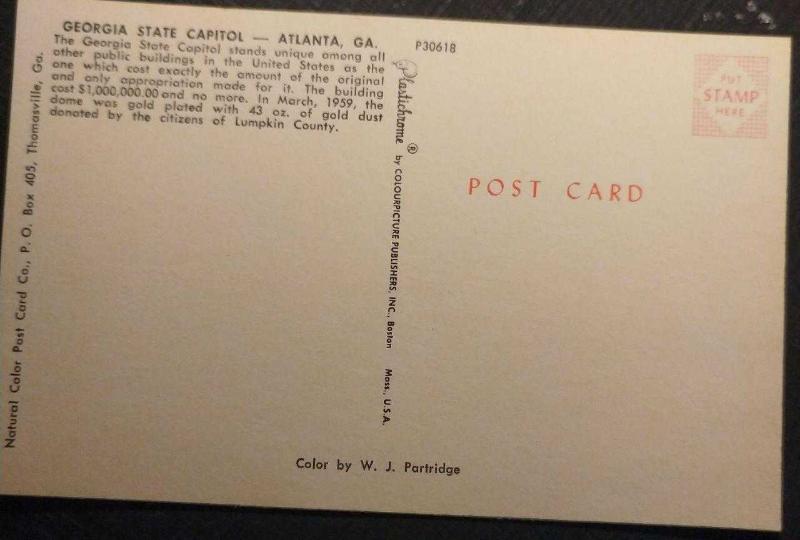 GEORGIA STATE CAPITOL — ATLANTA, GA.
The Georgia State Capitol stands unique among all
other public buildings in the United States as the
one which cost exactly the amount of the original
and only appropriation made for it. The building
cost $1,000,000.00 and no more. In March, 1959, the
dome was gold plated with 43 oz. of gold dust
donated by the citizens of Lumpkin County.
Natural Color Post Card Co., P. O. Box 405, Thomasville, Ga.
P30618
Plastichrome ® by COLOURPICTURE PUBLISHERS, INC., Boston Mass., U.S.A.
PUT
STAMP
HERE
POST CARD
Color by W. J. Partridge